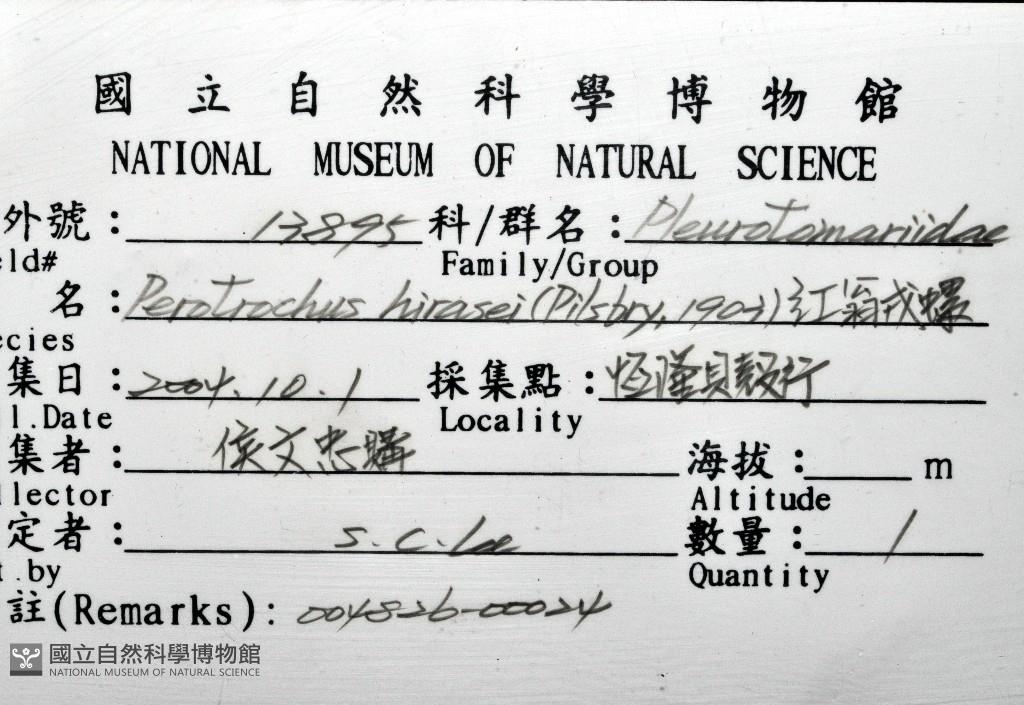 國立自然科學博物館
NATIONAL MUSEUM OF NATURAL SCIENCE
外號： 13895 科/群名： Pleurotomariidae
eld# Family/Group
名： Perotrochus hirasei (Pilsbry, 1903) 紅翁戎螺
ecies
集日： 2004.10.1 採集點： 恆隆貝殼行
l.Date Locality
集者： 侯文忠購 海拔： m
llector Altitude
定者： S.C.Lee 數量： 1
t.by Quantity
註(Remarks): 004826-00024
國立自然科學博物館
NATIONAL MUSEUM OF NATURAL SCIENCE